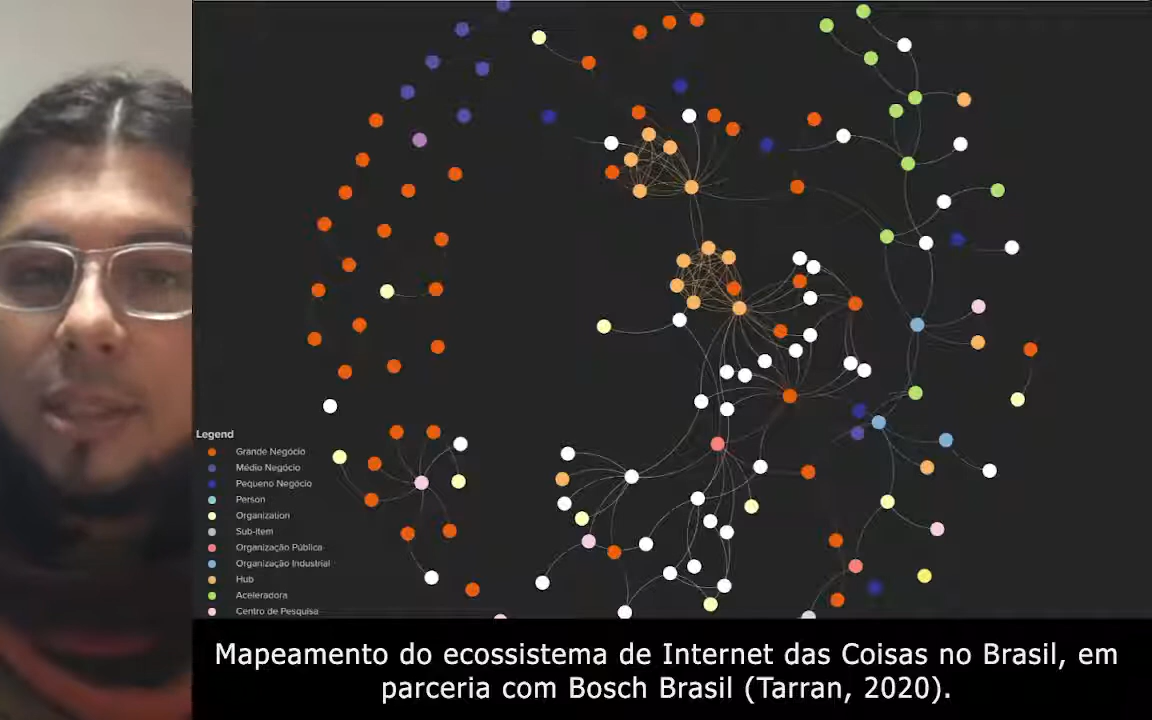 Legend
Grande Negócio
Médio Negócio
Pequeno Negócio
Person
Organization
Sub-item
Organização Pública
Organização Industrial
Hub
Aceleradora
Centro de Pesquisa
Mapeamento do ecossistema de Internet das Coisas no Brasil, em
parceria com Bosch Brasil (Tarran, 2020).